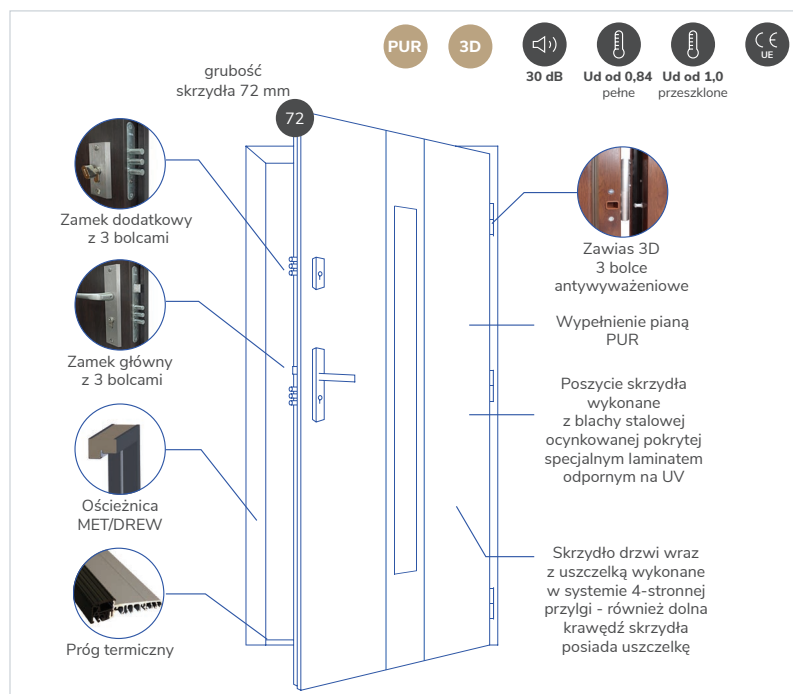 PUR
3D
CE
UE
30 dB
Ud od 0,84
pełne
Ud od 1,0
przeszklone
grubość
skrzydła 72 mm
72
Zamek dodatkowy
z 3 bolcami
Zamek główny
z 3 bolcami
Ościeżnica
MET/DREW
Próg termiczny
Zawias 3D
3 bolce
antywyważeniowe
Wypełnienie pianą
PUR
Poszycie skrzydła
wykonane
z blachy stalowej
ocynkowanej pokrytej
specjalnym laminatem
odpornym na UV
Skrzydło drzwi wraz
z uszczelką wykonane
w systemie 4-stronnej
przylgi - również dolna
krawędź skrzydła
posiada uszczelkę